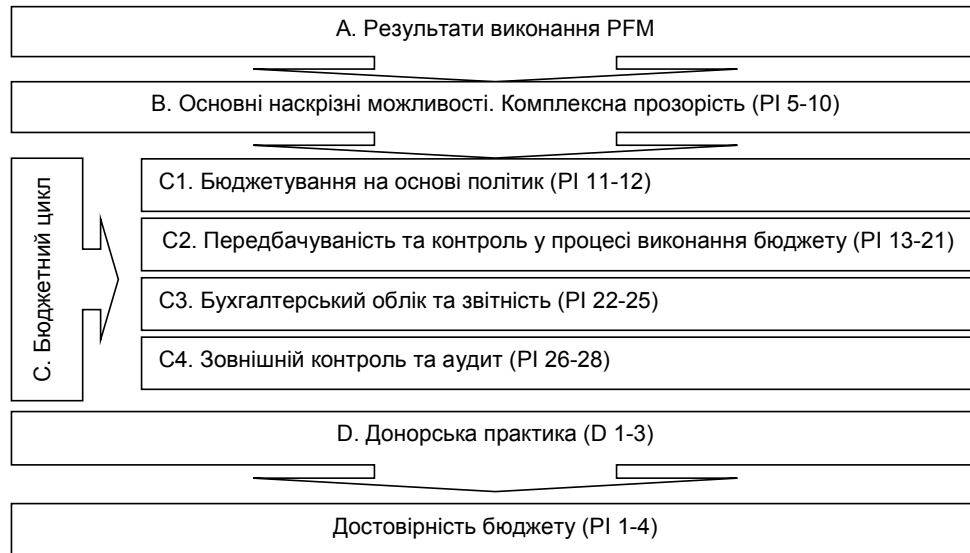 А. Результати виконання PFM
В. Основні наскрізні можливості. Комплексна прозорість (PI 5-10)
С. Бюджетний цикл
С1. Бюджетування на основі політик (PI 11-12)
С2. Передбачуваність та контроль у процесі виконання бюджету (PI 13-21)
С3. Бухгалтерський облік та звітність (PI 22-25)
С4. Зовнішній контроль та аудит (PI 26-28)
D. Донорська практика (D 1-3)
Достовірність бюджету (PI 1-4)